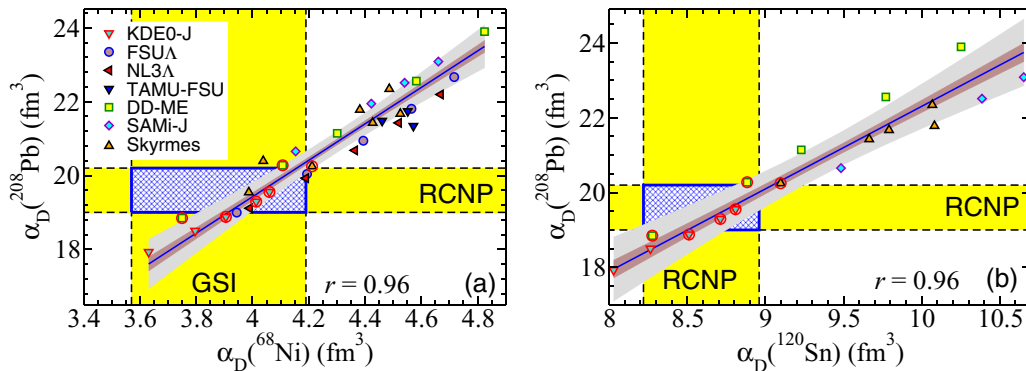 24
22
20
18
α_D(²⁰⁸Pb) (fm³)
KDE0-J
FSUΛ
NL3Λ
TAMU-FSU
DD-ME
SAMi-J
Skyrmes
RCNP
GSI
r = 0.96
(a)
3.4 3.6 3.8 4 4.2 4.4 4.6 4.8
α_D(⁶⁸Ni) (fm³)
24
22
20
18
α_D(²⁰⁸Pb) (fm³)
RCNP
RCNP
r = 0.96
(b)
8 8.5 9 9.5 10 10.5
α_D(¹²⁰Sn) (fm³)